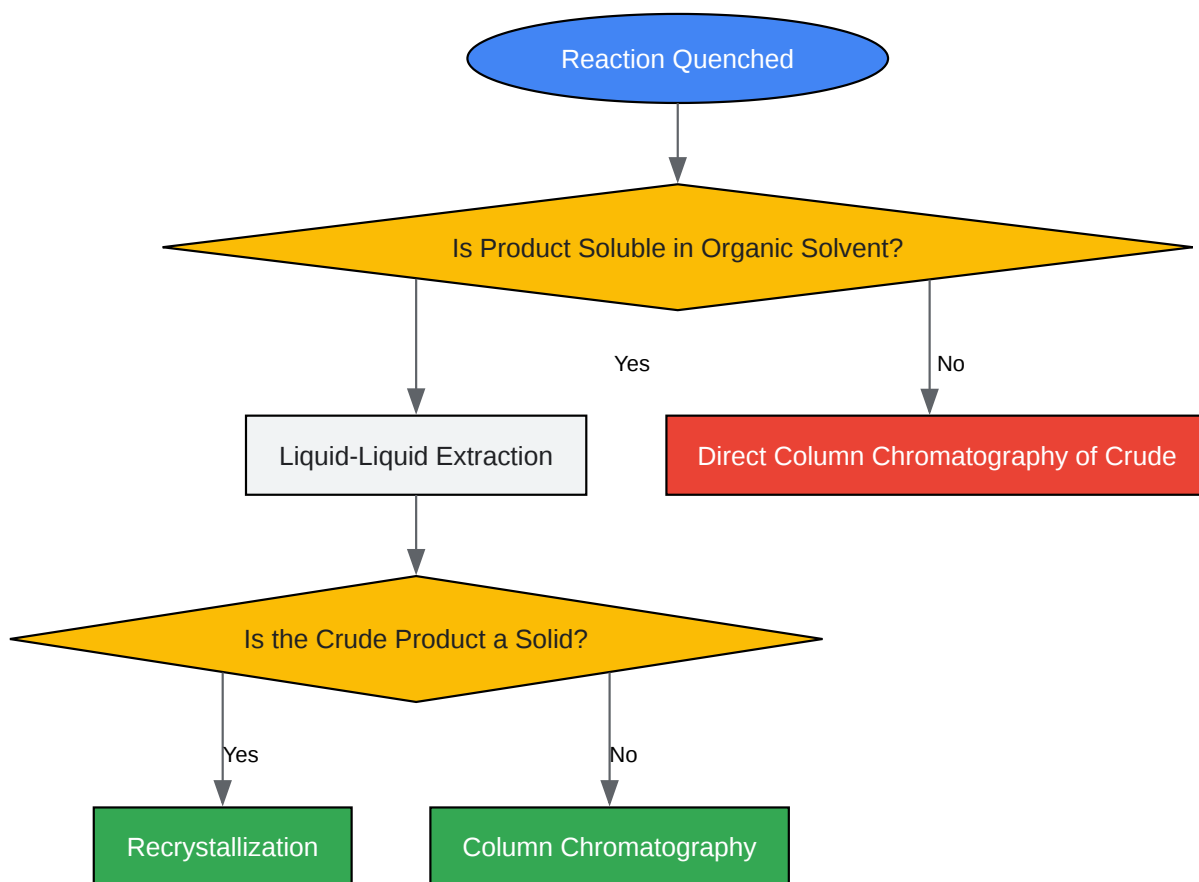 Reaction Quenched
Is Product Soluble in Organic Solvent?
Yes
No
Liquid-Liquid Extraction
Direct Column Chromatography of Crude
Is the Crude Product a Solid?
Yes
No
Recrystallization
Column Chromatography